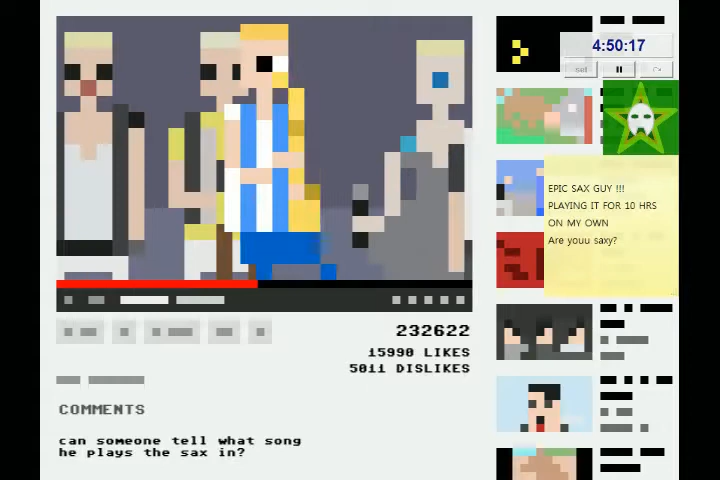 4:50:17
sel
EPIC SAX GUY !!!
PLAYING IT FOR 10 HRS
ON MY OWN
Are youu saxy?
232622
15990 LIKES
5011 DISLIKES
COMMENTS
can someone tell what song
he plays the sax in?